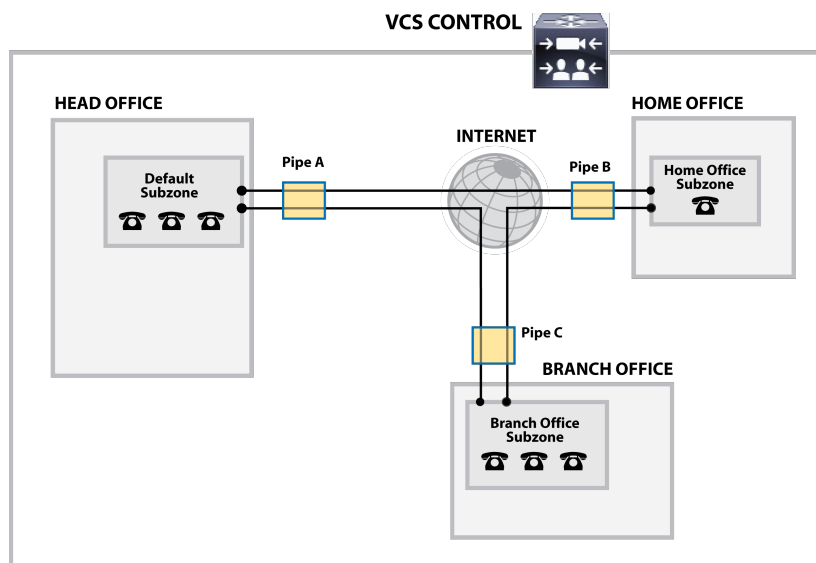 VCS CONTROL
HEAD OFFICE
HOME OFFICE
INTERNET
Pipe A
Pipe B
Default
Subzone
Home Office
Subzone
Pipe C
BRANCH OFFICE
Branch Office
Subzone